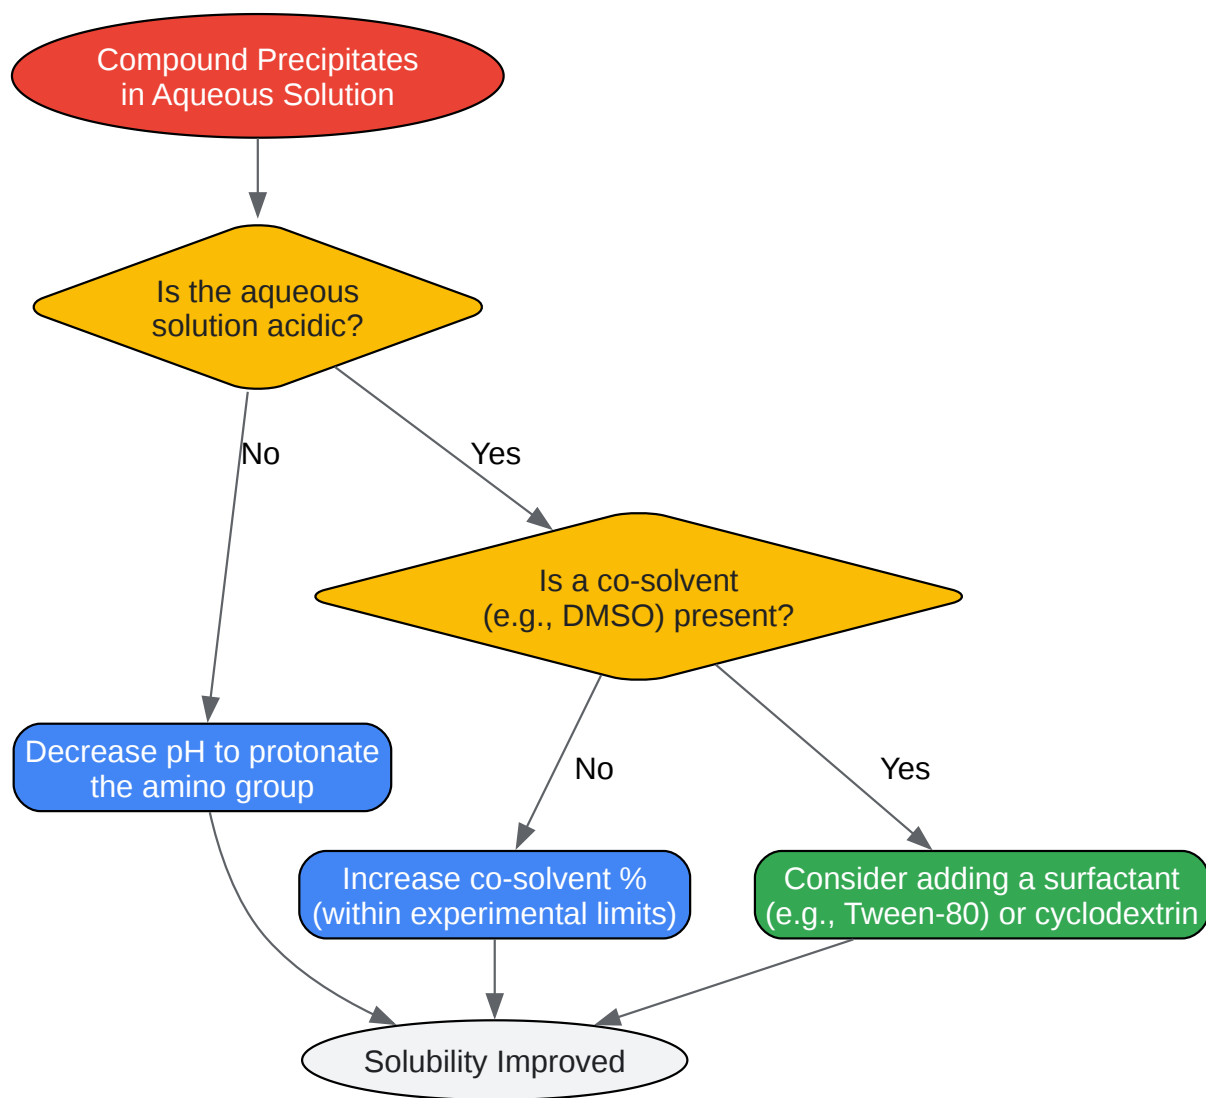 Compound Precipitates
in Aqueous Solution
Is the aqueous
solution acidic?
No
Yes
Is a co-solvent
(e.g., DMSO) present?
Decrease pH to protonate
the amino group
No
Yes
Increase co-solvent %
(within experimental limits)
Consider adding a surfactant
(e.g., Tween-80) or cyclodextrin
Solubility Improved